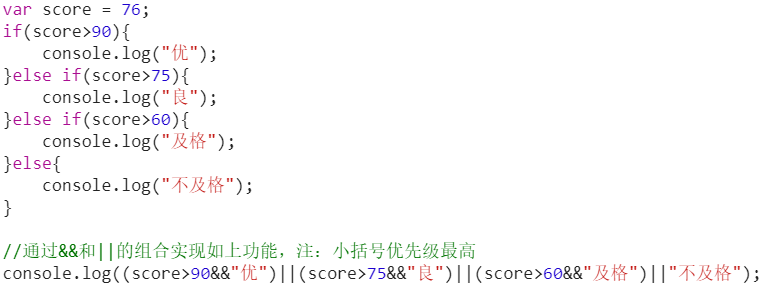 var score = 76;
if(score>90){
    console.log("优");
}else if(score>75){
    console.log("良");
}else if(score>60){
    console.log("及格");
}else{
    console.log("不及格");
}
//通过&&和||的组合实现如上功能，注：小括号优先级最高
console.log((score>90&&"优")||(score>75&&"良")||(score>60&&"及格")||"不及格");